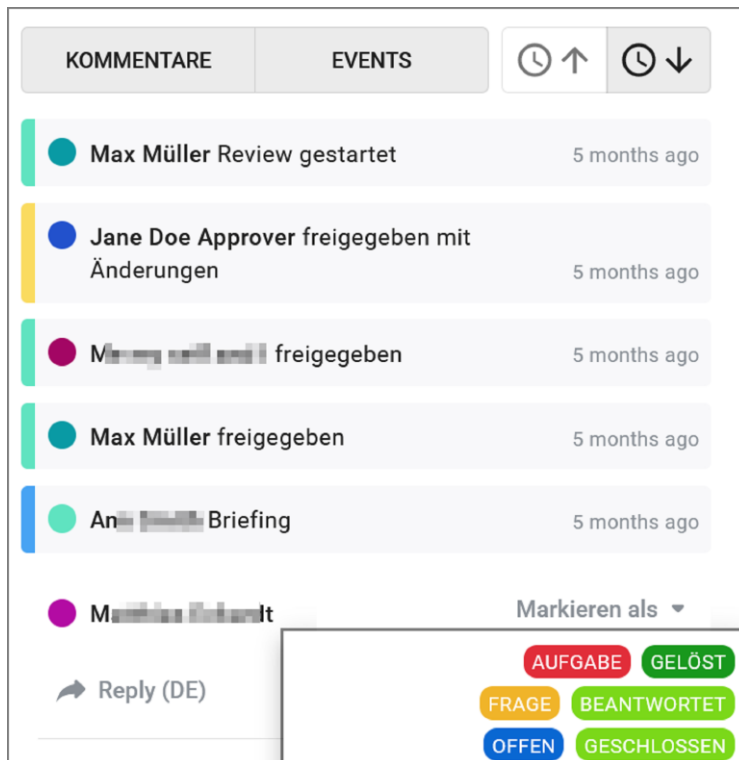 KOMMENTARE EVENTS
Max Müller Review gestartet 5 months ago
Jane Doe Approver freigegeben mit
Änderungen 5 months ago
freigegeben 5 months ago
Max Müller freigegeben 5 months ago
Briefing 5 months ago
Markieren als
AUFGABE GELÖST
Reply (DE)
FRAGE BEANTWORTET
OFFEN GESCHLOSSEN